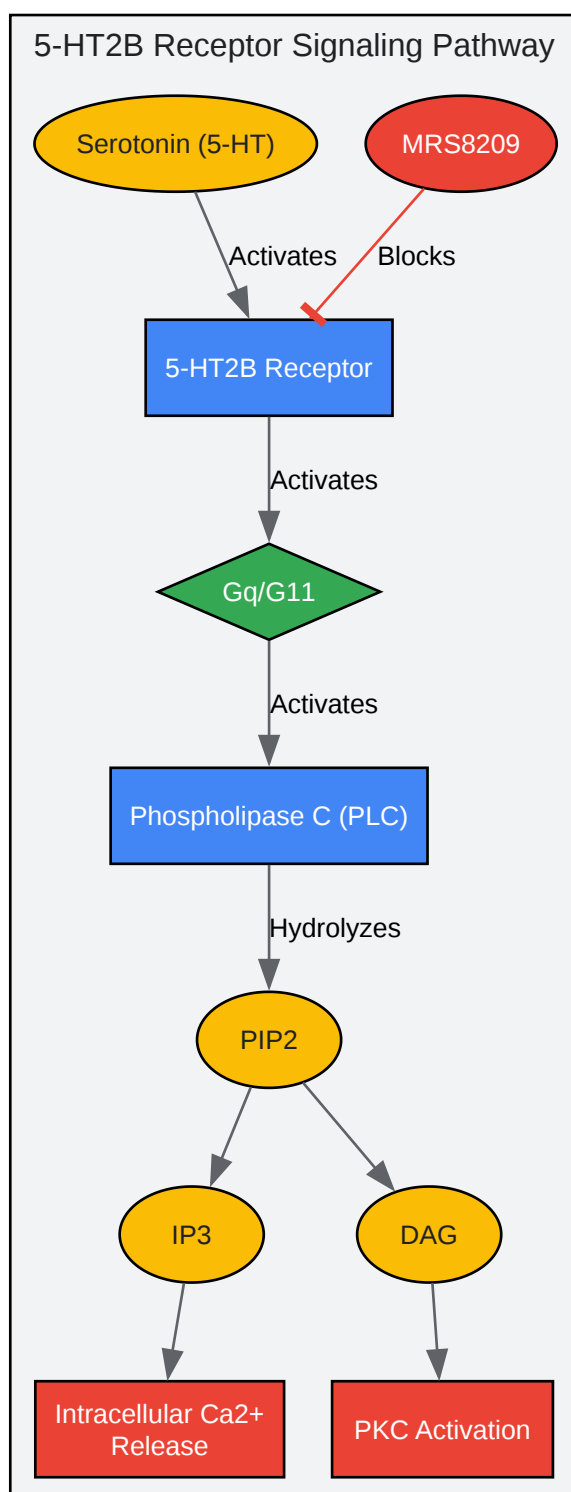 5-HT2B Receptor Signaling Pathway
Serotonin (5-HT)
MRS8209
Activates
Blocks
5-HT2B Receptor
Activates
Gq/G11
Activates
Phospholipase C (PLC)
Hydrolyzes
PIP2
IP3
DAG
Intracellular Ca2+
Release
PKC Activation